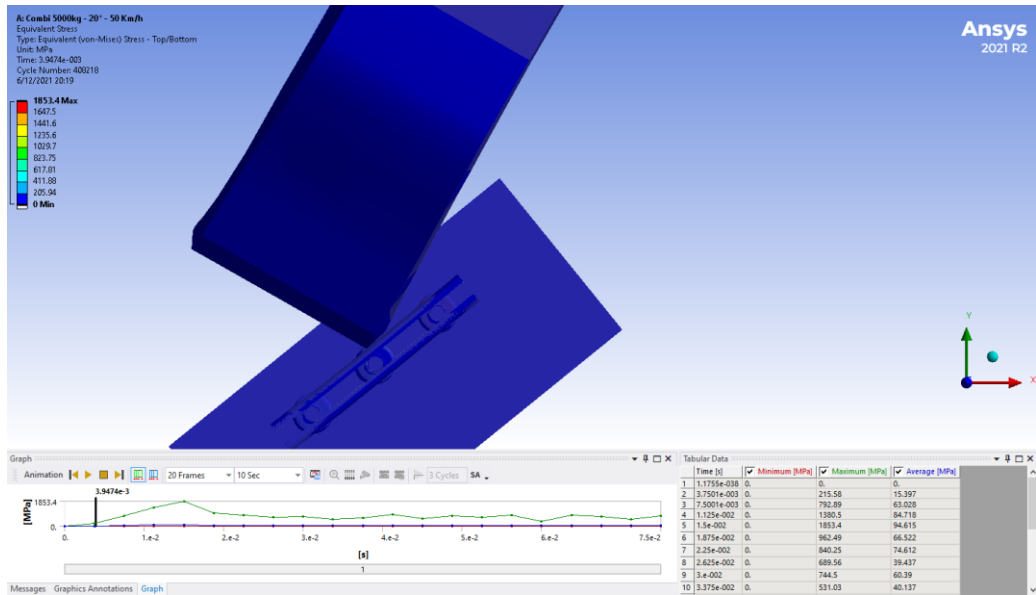 A: Combi 5000kg - 20° - 50 Km/h
Equivalent Stress
Type: Equivalent (von-Mises) Stress - Top/Bottom
Unit: MPa
Time: 3.9474e-003
Cycle Number: 408218
6/12/2021 20:19
1853.4 Max
1647.5
1441.6
1235.6
1029.7
823.75
617.81
411.88
205.94
0 Min
Ansys
2021 R2
Y
X
Graph
Animation 20 Frames 10 Sec 3 Cycles SA
3.9474e-3
1853.4
[MPa]
0.
0. 1.e-2 2.e-2 3.e-2 4.e-2 5.e-2 6.e-2 7.5e-2
[s]
1
Messages Graphics Annotations Graph
Tabular Data
Time [s] Minimum [MPa] Maximum [MPa] Average [MPa]
1 1.1755e-038 0. 0. 0.
2 3.7501e-003 0. 215.58 15.397
3 7.5001e-003 0. 792.89 63.028
4 1.125e-002 0. 1380.5 84.718
5 1.5e-002 0. 1853.4 94.615
6 1.875e-002 0. 962.49 66.522
7 2.25e-002 0. 840.25 74.612
8 2.625e-002 0. 689.56 39.437
9 3.e-002 0. 744.5 60.39
10 3.375e-002 0. 531.03 40.137